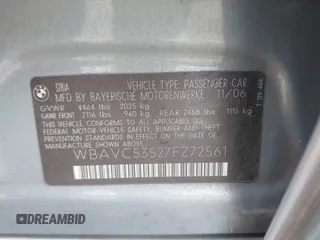 BMW
VEHICLE TYPE PASSENGER CAR
MFD BY BAYERISCHE MOTORENWERKE 11/06
GVWR 4464 lbs 2025 kg
GAWR FRONT 2116 lbs 960 kg REAR 2458 lbs 1115 kg
THIS VEHICLE CONFORMS TO ALL APPLICABLE FEDERAL
MOTOR VEHICLE SAFETY, BUMPER AND THEFT PREVENTION
STANDARDS IN EFFECT ON THE DATE OF
MANUFACTURE SHOWN ABOVE.
WBAVC53527FZ72561
DREAMBID